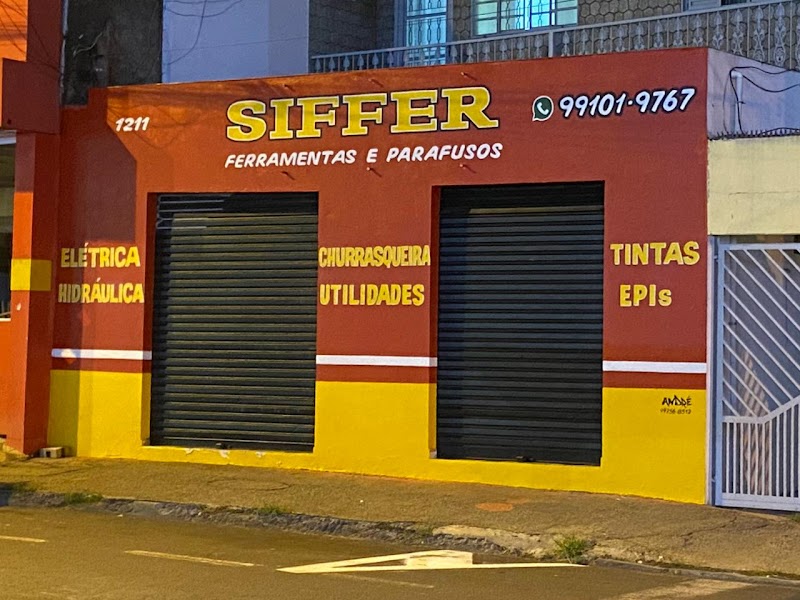 1211
SIFFER
99101-9767
FERRAMENTAS E PARAFUSOS
ELÉTRICA
HIDRÁULICA
CHURRASQUEIRA
UTILIDADES
TINTAS
EPIs
ANDRÉ